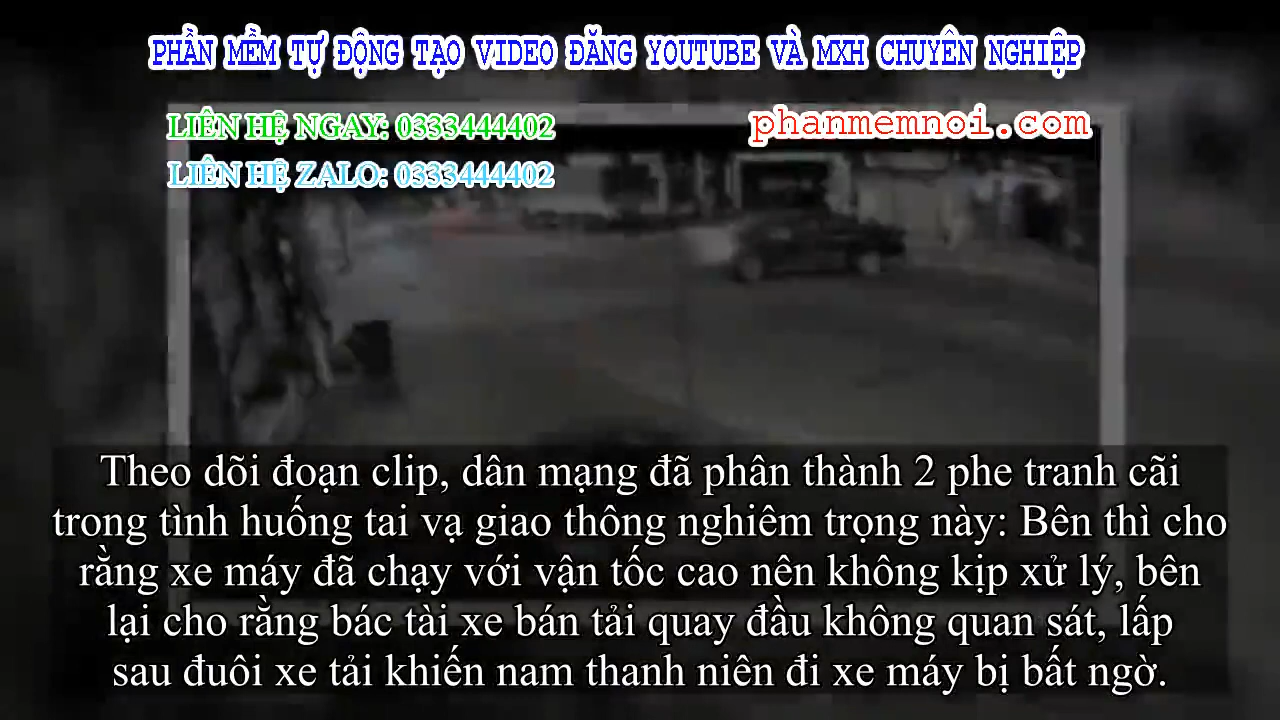 PHẦN MỀM TỰ ĐỘNG TẠO VIDEO ĐĂNG YOUTUBE VÀ MXH CHUYÊN NGHIỆP
LIÊN HỆ NGAY: 0333444402
phanmemnoi.com
LIÊN HỆ ZALO: 0333444402
Theo dõi đoạn clip, dân mạng đã phân thành 2 phe tranh cãi
trong tình huống tai vạ giao thông nghiêm trọng này: Bên thì cho
rằng xe máy đã chạy với vận tốc cao nên không kịp xử lý, bên
lại cho rằng bác tài xe bán tải quay đầu không quan sát, lấp
sau đuôi xe tải khiến nam thanh niên đi xe máy bị bất ngờ.